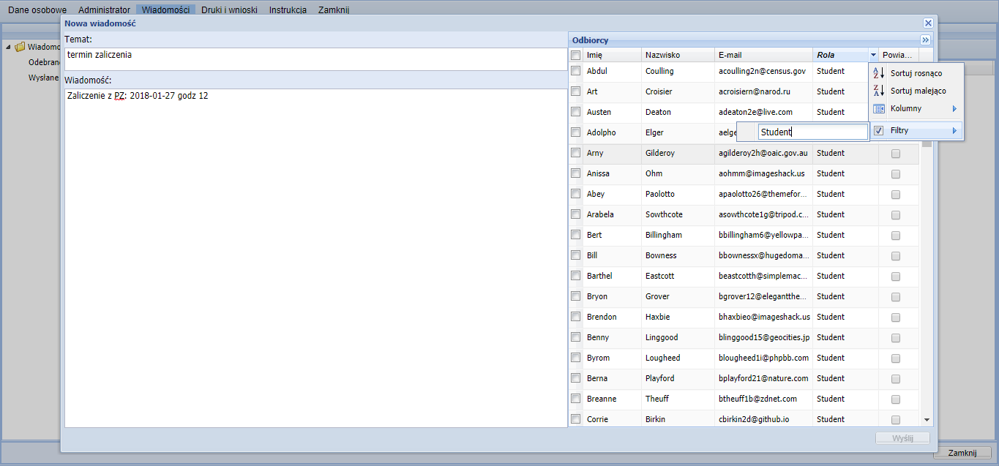 Dane osobowe Administrator Wiadomości Druki i wnioski Instrukcja Zamknij
Nowa wiadomość
Wiadomo
Odebran
Wysłane
Temat:
termin zaliczenia
Wiadomość:
Zaliczenie z PZ: 2018-01-27 godz 12
Odbiorcy
Imię Nazwisko E-mail Rola Powia...
Abdul Coulling acoulling2n@census.gov Student
Art Croisier acroisiern@narod.ru Student
Austen Deaton adeaton2e@live.com Student
Adolpho Elger aelge
Arny Gilderoy agilderoy2h@oaic.gov.au Student
Anissa Ohm aohmm@imageshack.us Student
Abey Paolotto apaolotto26@themefor... Student
Arabela Sowthcote asowthcote1g@tripod.c... Student
Bert Billingham bbillingham6@yellowpa... Student
Bill Bowness bbownessx@hugedoma... Student
Barthel Eastcott beastcotth@simplemac... Student
Bryon Grover bgrover12@elegantthe... Student
Brendon Haxbie bhaxbieo@imageshack.us Student
Benny Linggood blinggood15@geocities.jp Student
Byrom Lougheed blougheed1i@phpbb.com Student
Berna Playford bplayford21@nature.com Student
Breanne Theuff btheuff1b@zdnet.com Student
Corrie Birkin cbirkin2d@github.io Student
Sortuj rosnąco
Sortuj malejąco
Kolumny
Filtry
Student
Wyślij
Zamknij